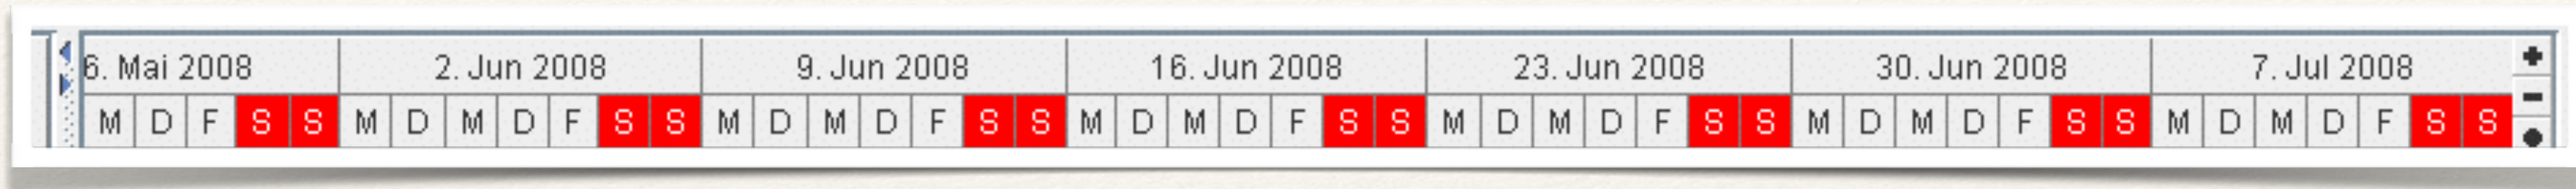 6. Mai 2008 2. Jun 2008 9. Jun 2008 16. Jun 2008 23. Jun 2008 30. Jun 2008 7. Jul 2008
M D F S S M D M D F S S M D M D F S S M D M D F S S M D M D F S S M D M D F S S M D M D F S S